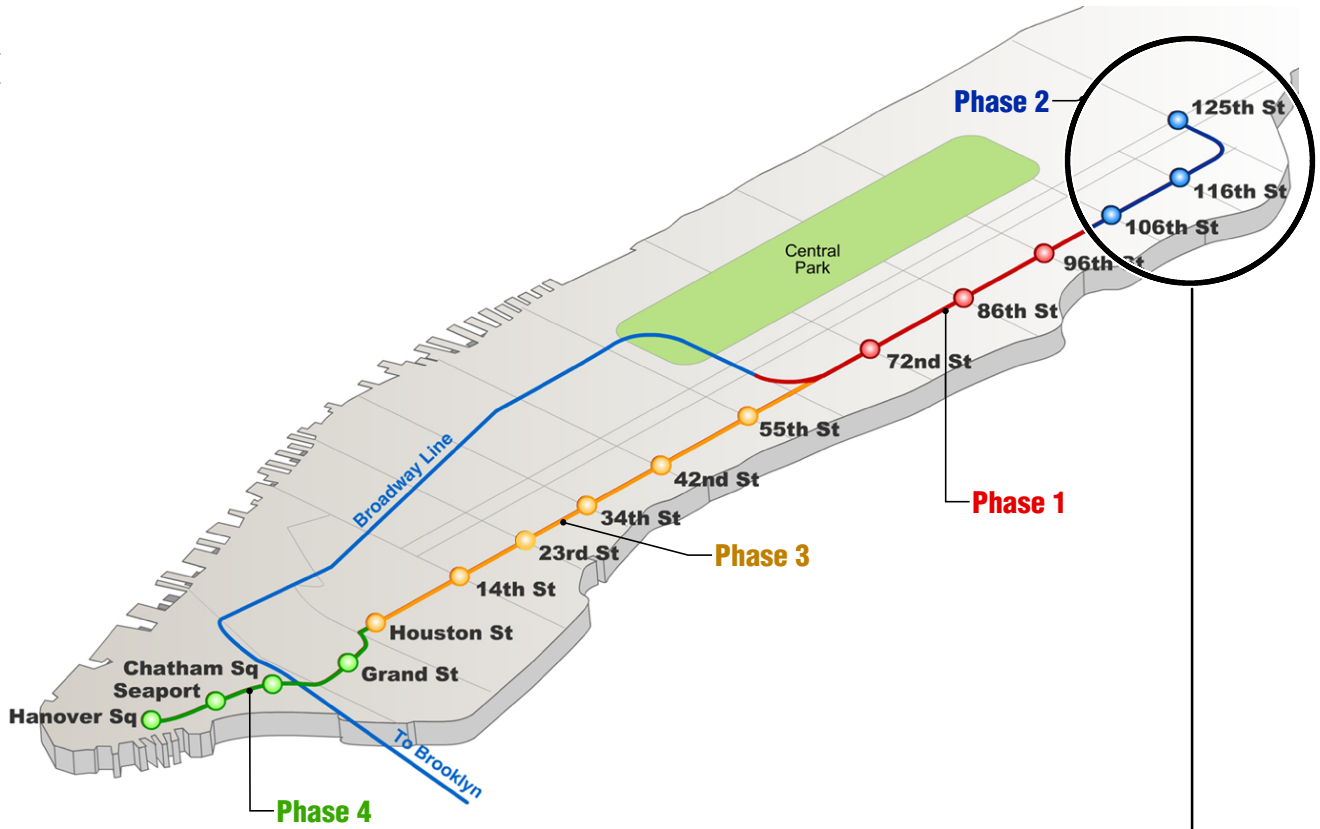 Phase 2
125th St
116th St
106th St
96th St
86th St
72nd St
Central
Park
55th St
42nd St
Phase 1
34th St
23rd St
Phase 3
14th St
Broadway Line
Houston St
Grand St
Chatham Sq
Seaport
Hanover Sq
To Brooklyn
Phase 4